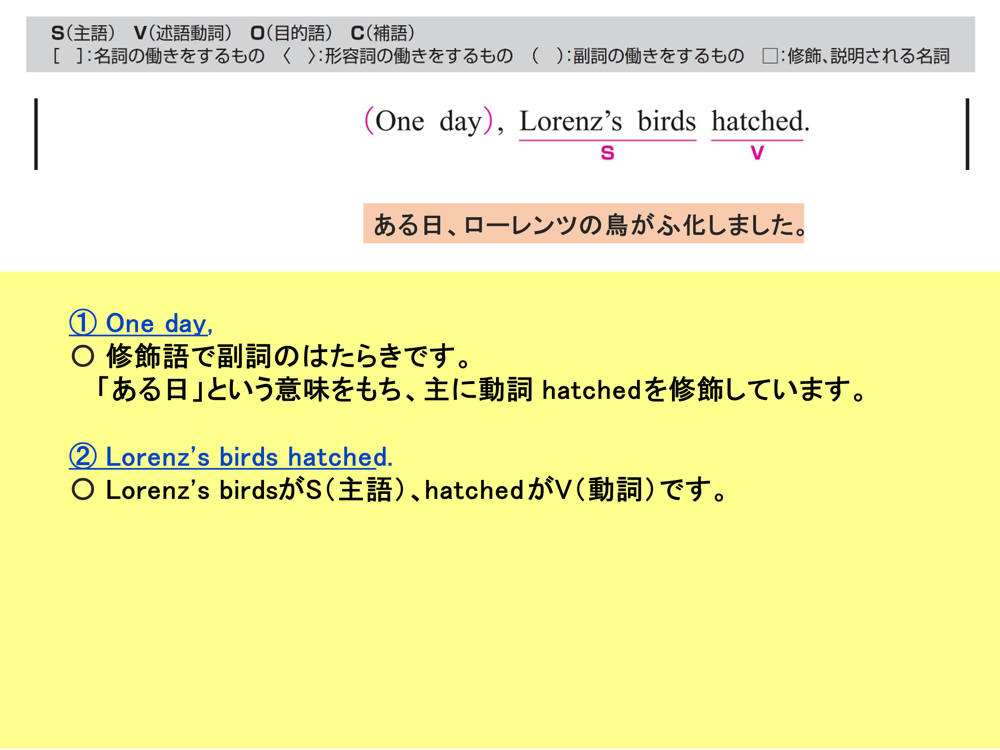 S（主語） V（述語動詞） O（目的語） C（補語）
[ ]：名詞の働きをするもの 〈 〉：形容詞の働きをするもの ( )：副詞の働きをするもの □：修飾、説明される名詞
(One day), Lorenz's birds hatched.
S V
ある日、ローレンツの鳥がふ化しました。
① One day,
○ 修飾語で副詞のはたらきです。
「ある日」という意味をもち、主に動詞 hatchedを修飾しています。
② Lorenz's birds hatched.
○ Lorenz's birdsがS（主語）、hatchedがV（動詞）です。